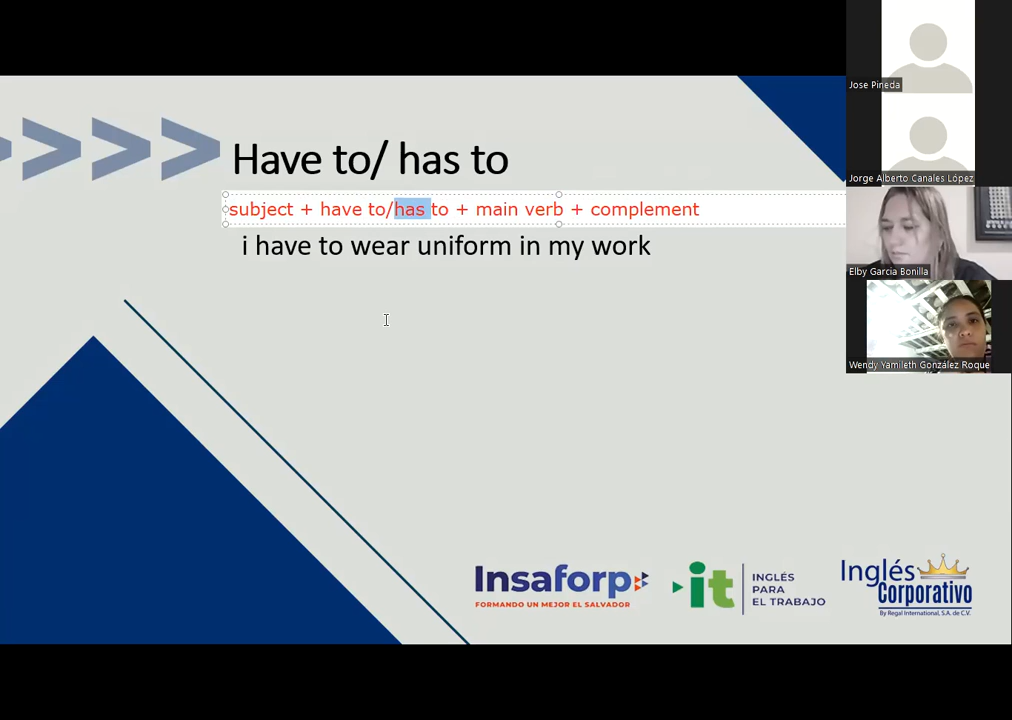 Have to/ has to
subject + have to/has to + main verb + complement
i have to wear uniform in my work
Insaforp
FORMANDO UN MEJOR EL SALVADOR
it
INGLÉS
PARA
EL TRABAJO
Inglés
Corporativo
By Regal International, S.A. de C.V.
Jose Pineda
Jorge Alberto Canales López
Elby Garcia Bonilla
Wendy Yamileth González Roque